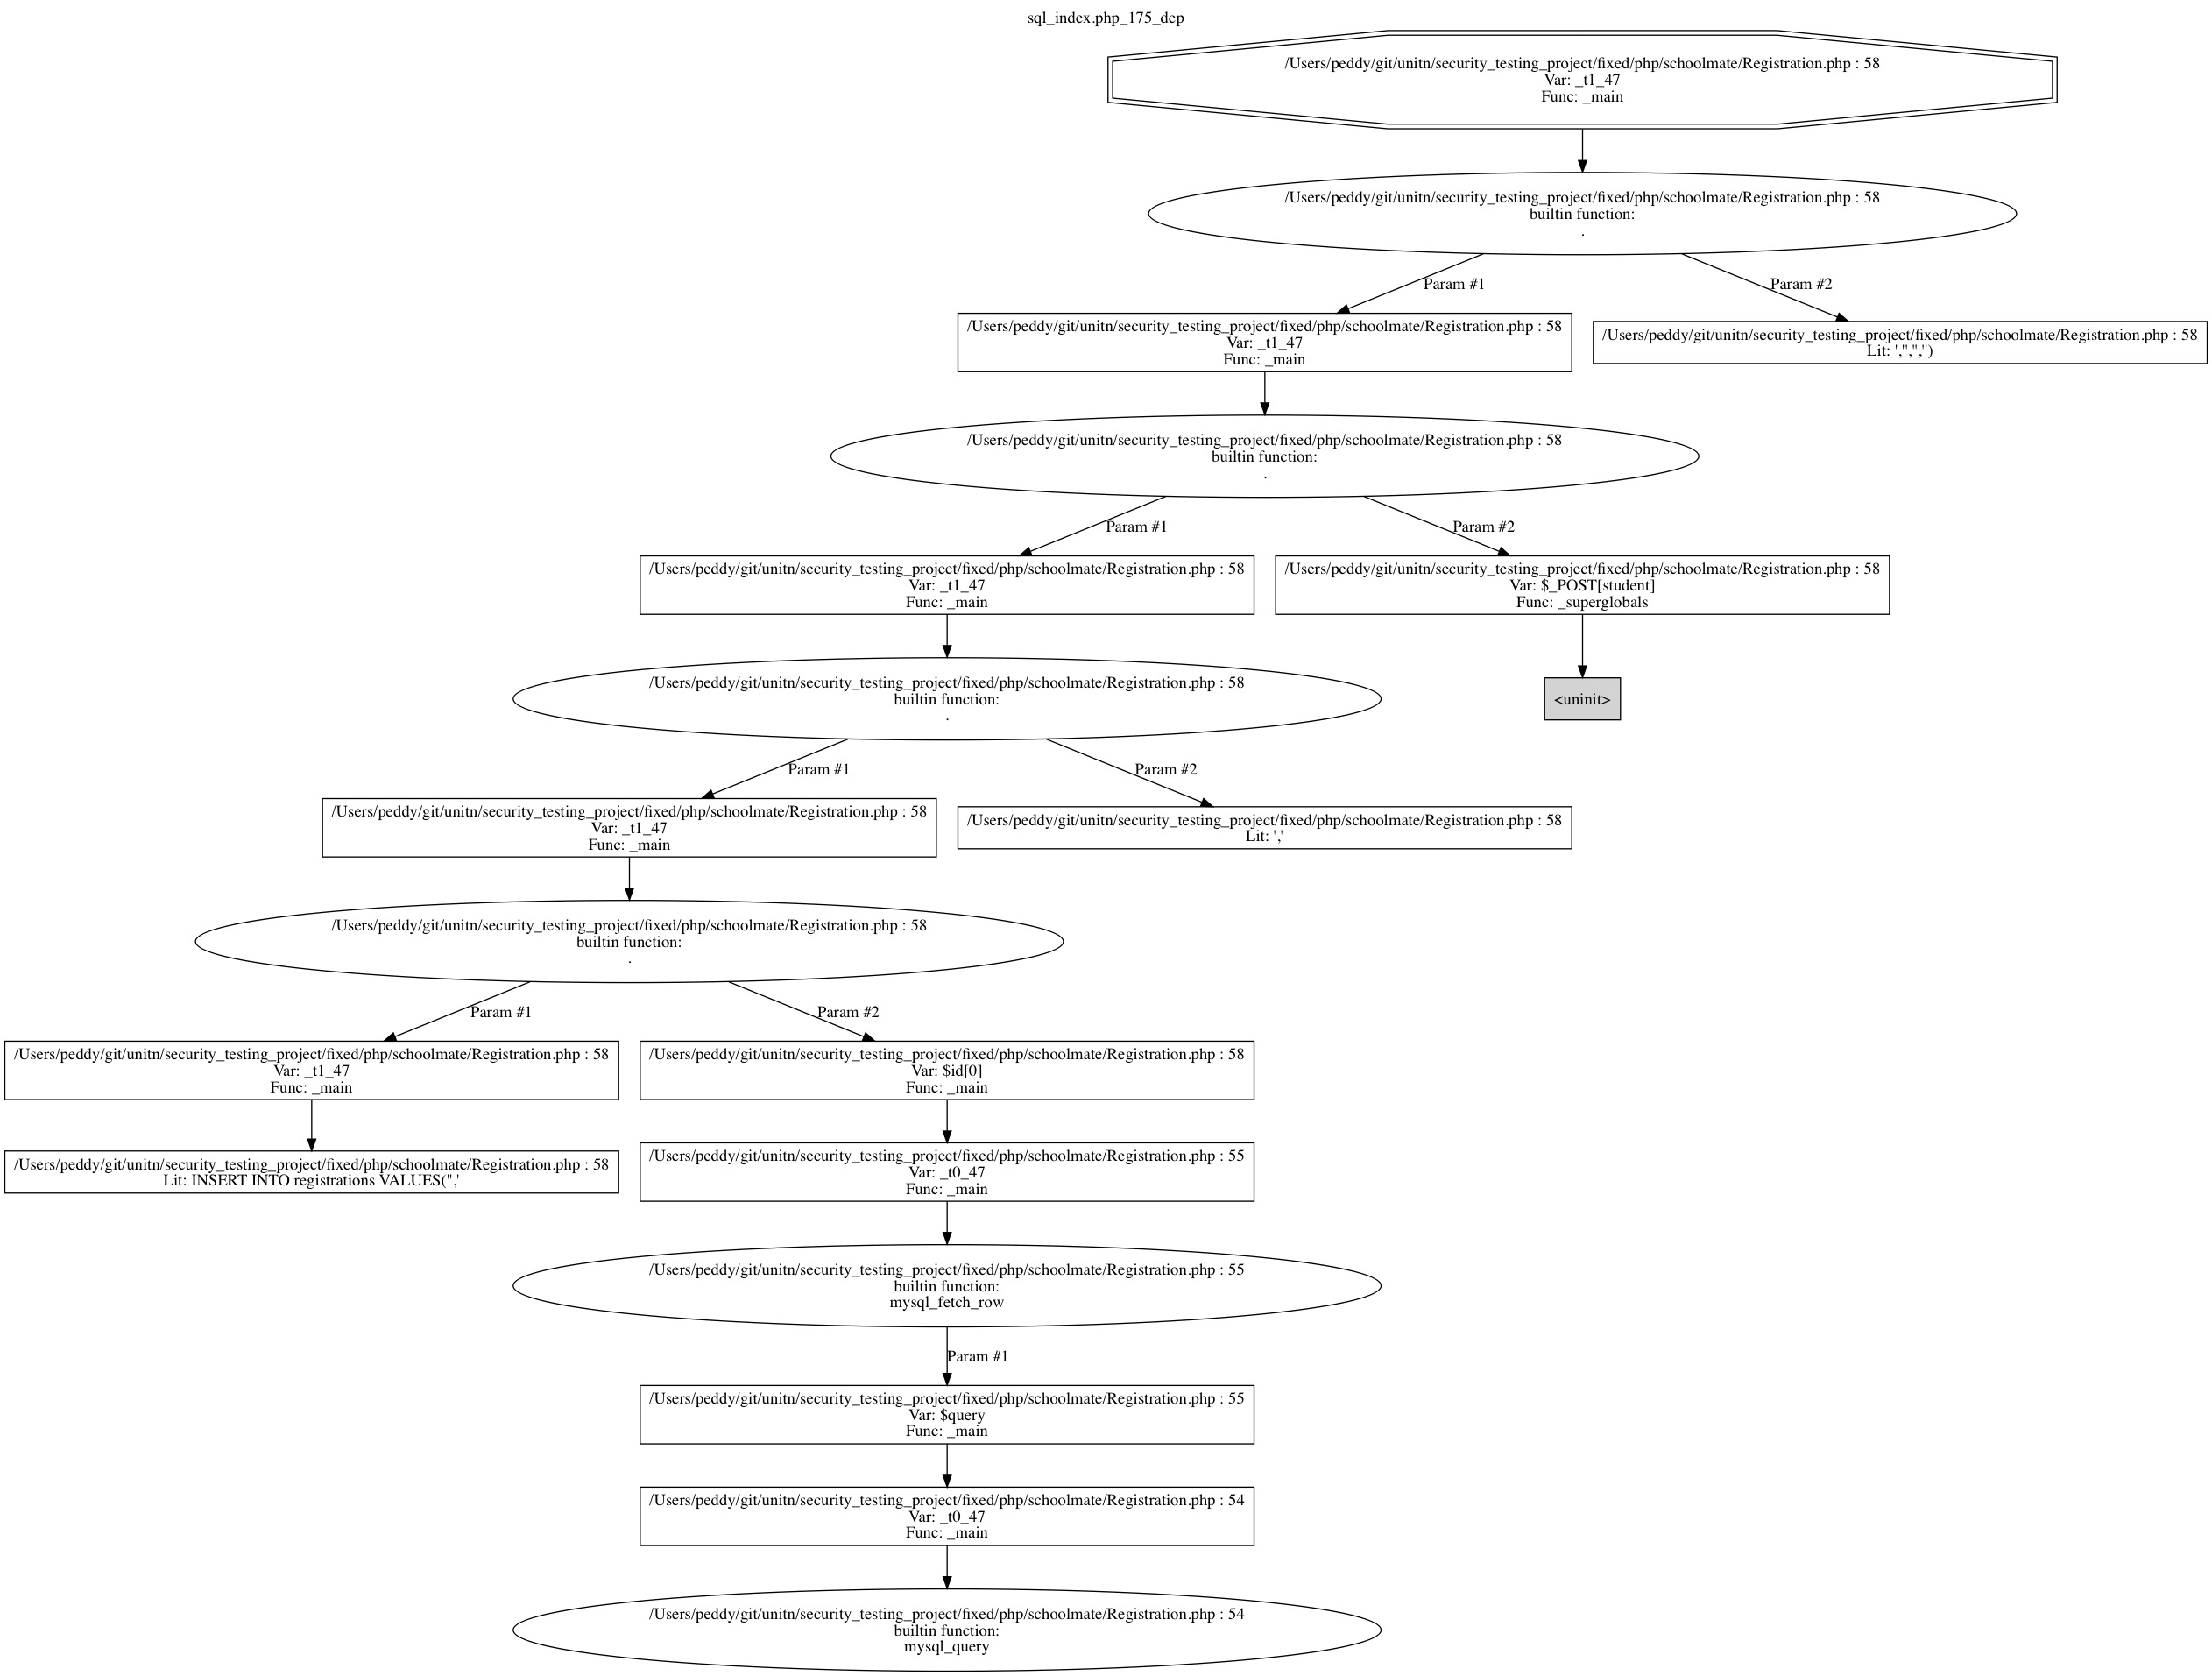 sql_index.php_175_dep
/Users/peddy/git/unitn/security_testing_project/fixed/php/schoolmate/Registration.php : 58
Var: _t1_47
Func: _main
/Users/peddy/git/unitn/security_testing_project/fixed/php/schoolmate/Registration.php : 58
builtin function:
.
Param #1
Param #2
/Users/peddy/git/unitn/security_testing_project/fixed/php/schoolmate/Registration.php : 58
Var: _t1_47
Func: _main
/Users/peddy/git/unitn/security_testing_project/fixed/php/schoolmate/Registration.php : 58
Lit: ','','','')
/Users/peddy/git/unitn/security_testing_project/fixed/php/schoolmate/Registration.php : 58
builtin function:
.
Param #1
Param #2
/Users/peddy/git/unitn/security_testing_project/fixed/php/schoolmate/Registration.php : 58
Var: _t1_47
Func: _main
/Users/peddy/git/unitn/security_testing_project/fixed/php/schoolmate/Registration.php : 58
Var: $_POST[student]
Func: _superglobals
/Users/peddy/git/unitn/security_testing_project/fixed/php/schoolmate/Registration.php : 58
builtin function:
.
<uninit>
Param #1
Param #2
/Users/peddy/git/unitn/security_testing_project/fixed/php/schoolmate/Registration.php : 58
Var: _t1_47
Func: _main
/Users/peddy/git/unitn/security_testing_project/fixed/php/schoolmate/Registration.php : 58
Lit: ','
/Users/peddy/git/unitn/security_testing_project/fixed/php/schoolmate/Registration.php : 58
builtin function:
.
Param #1
Param #2
/Users/peddy/git/unitn/security_testing_project/fixed/php/schoolmate/Registration.php : 58
Var: _t1_47
Func: _main
/Users/peddy/git/unitn/security_testing_project/fixed/php/schoolmate/Registration.php : 58
Var: $id[0]
Func: _main
/Users/peddy/git/unitn/security_testing_project/fixed/php/schoolmate/Registration.php : 58
Lit: INSERT INTO registrations VALUES('','
/Users/peddy/git/unitn/security_testing_project/fixed/php/schoolmate/Registration.php : 55
Var: _t0_47
Func: _main
/Users/peddy/git/unitn/security_testing_project/fixed/php/schoolmate/Registration.php : 55
builtin function:
mysql_fetch_row
Param #1
/Users/peddy/git/unitn/security_testing_project/fixed/php/schoolmate/Registration.php : 55
Var: $query
Func: _main
/Users/peddy/git/unitn/security_testing_project/fixed/php/schoolmate/Registration.php : 54
Var: _t0_47
Func: _main
/Users/peddy/git/unitn/security_testing_project/fixed/php/schoolmate/Registration.php : 54
builtin function:
mysql_query